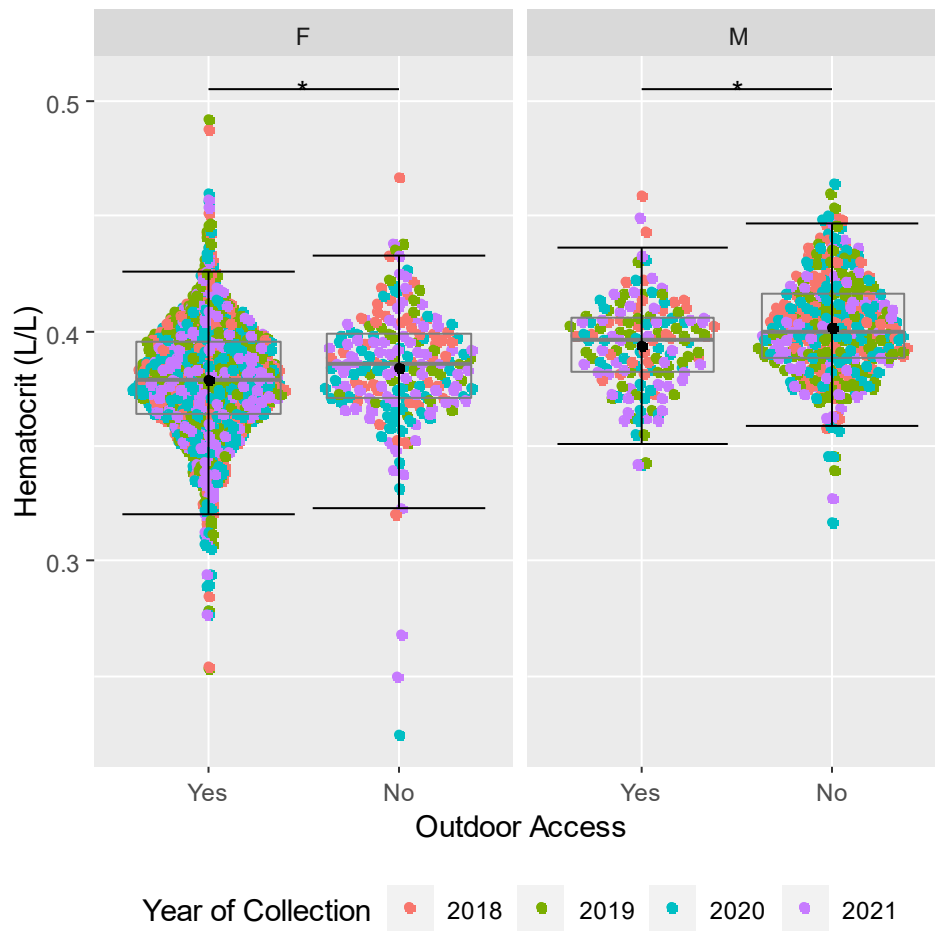 F M
* *
0.5
0.4
0.3
Hematocrit (L/L)
Yes No Yes No
Outdoor Access
Year of Collection 2018 2019 2020 2021